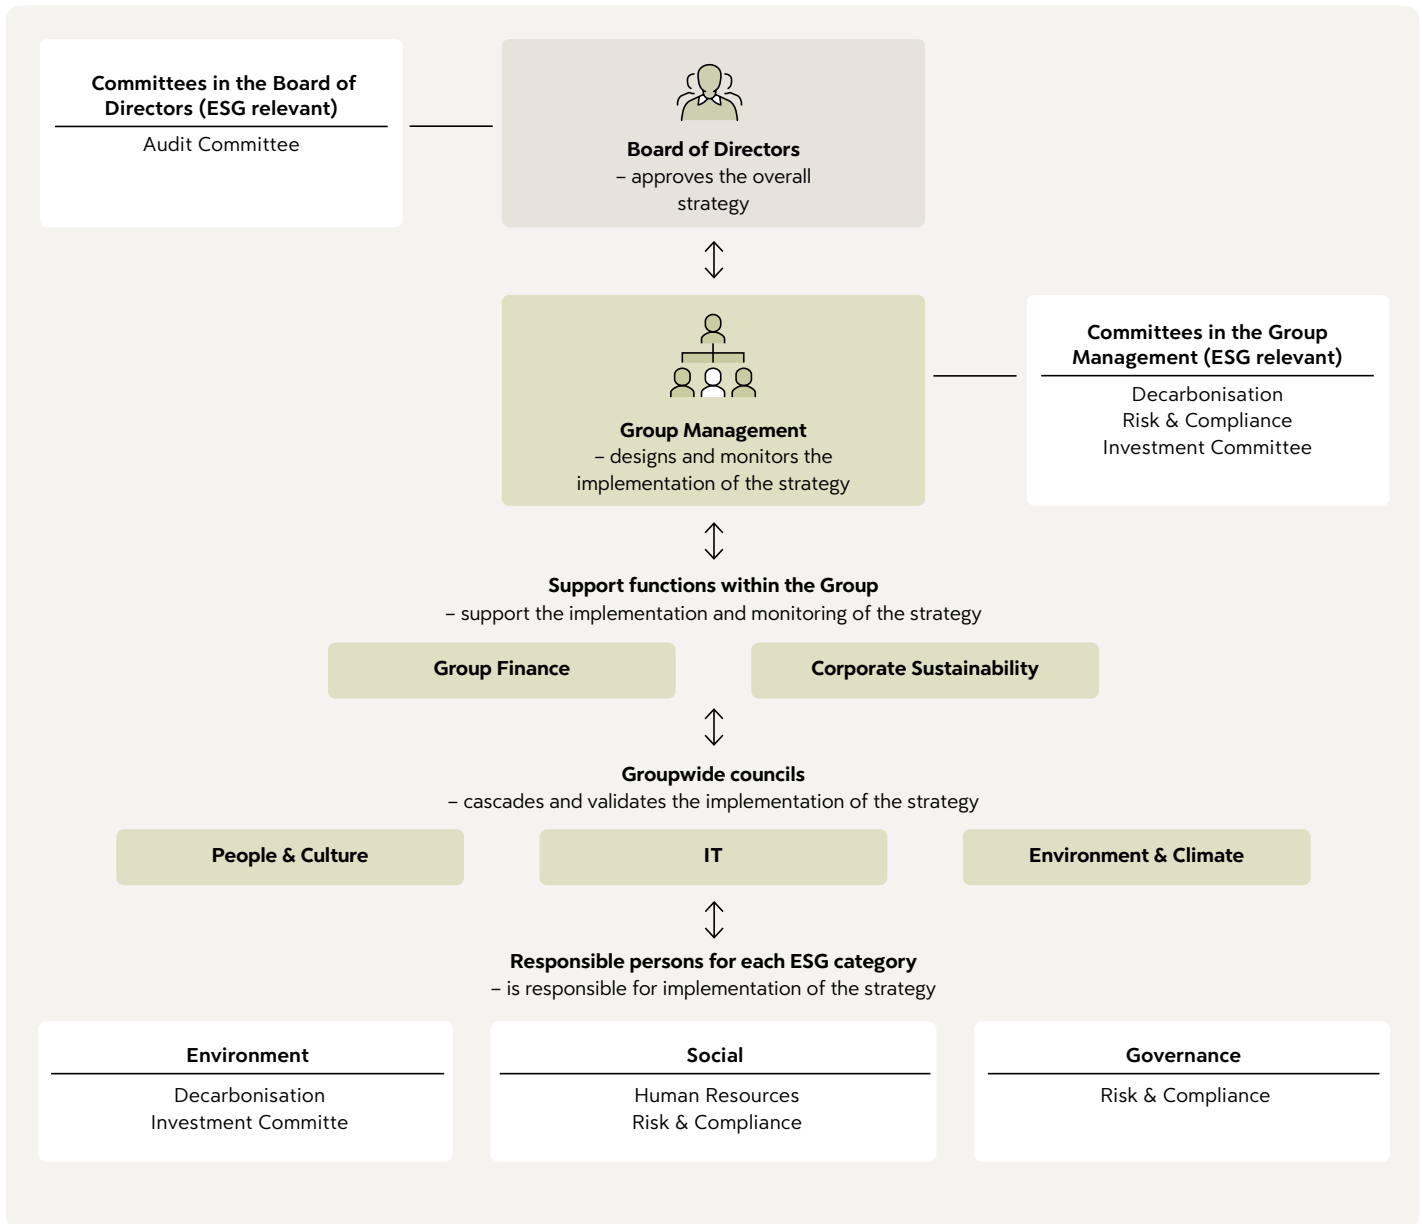 Committees in the Board of
Directors (ESG relevant)
Audit Committee
Board of Directors
– approves the overall
strategy
Group Management
– designs and monitors the
implementation of the strategy
Committees in the Group
Management (ESG relevant)
Decarbonisation
Risk & Compliance
Investment Committee
Support functions within the Group
– support the implementation and monitoring of the strategy
Group Finance
Corporate Sustainability
Groupwide councils
– cascades and validates the implementation of the strategy
People & Culture
IT
Environment & Climate
Responsible persons for each ESG category
– is responsible for implementation of the strategy
Environment
Decarbonisation
Investment Committe
Social
Human Resources
Risk & Compliance
Governance
Risk & Compliance